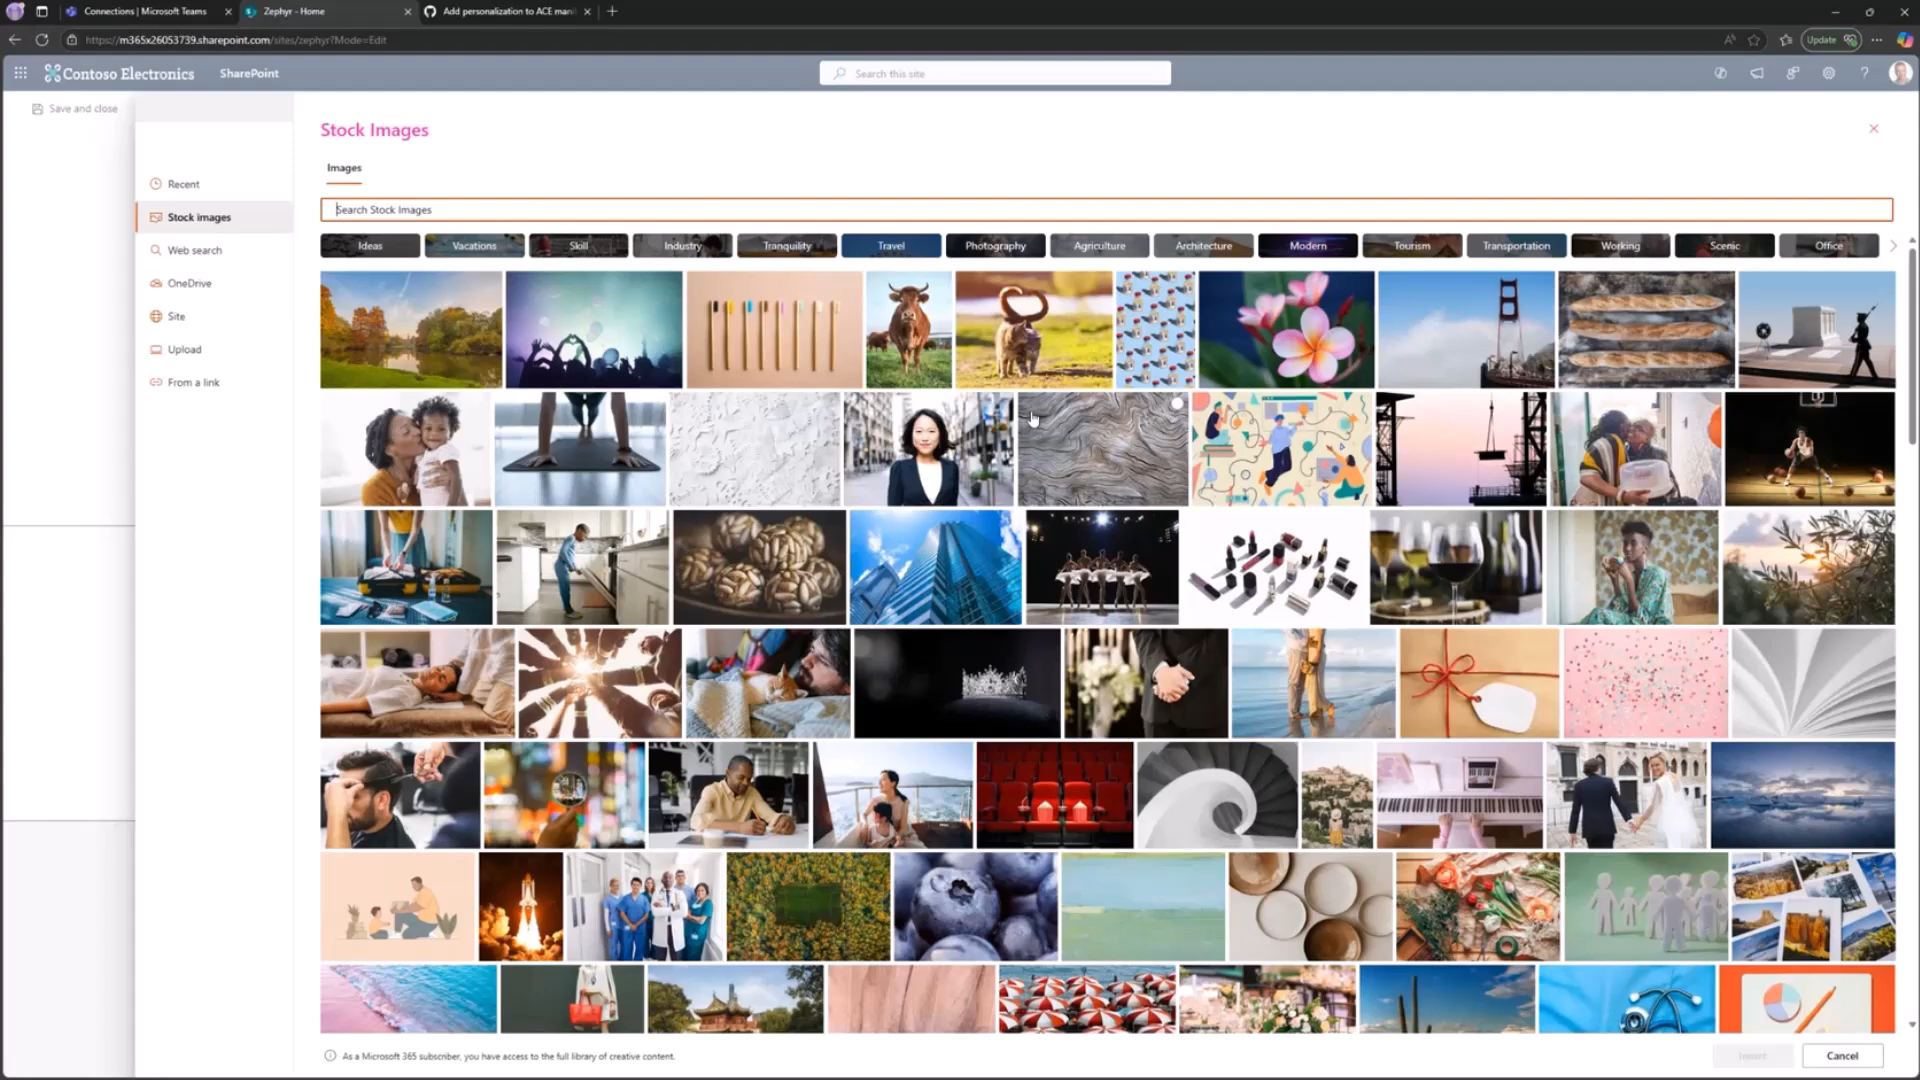 Connections | Microsoft Teams
Zephyr - Home
Add personalization to ACE mani
https://m365x26053739.sharepoint.com/sites/zephyr?Mode=Edit
Update
Contoso Electronics
SharePoint
Search this site
Save and close
Stock Images
Images
Search Stock Images
Recent
Stock images
Web search
OneDrive
Site
Upload
From a link
Ideas
Vacations
Skill
Industry
Tranquility
Travel
Photography
Agriculture
Architecture
Modern
Tourism
Transportation
Working
Scenic
Office
As a Microsoft 365 subscriber, you have access to the full library of creative content.
Insert
Cancel